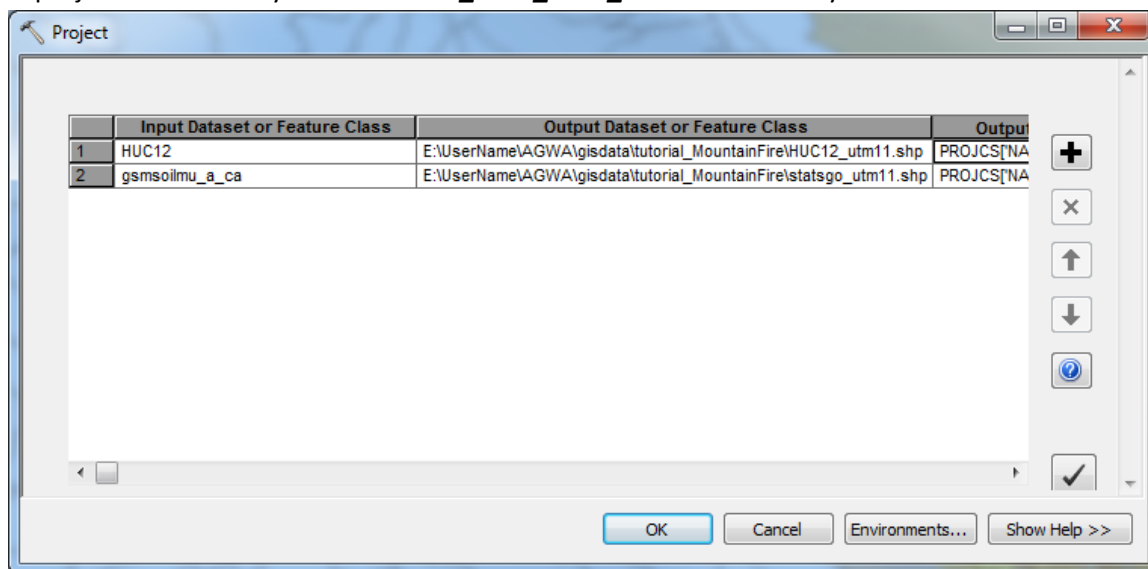 Project
Input Dataset or Feature Class Output Dataset or Feature Class Output
1 HUC12 E:\UserName\AGWA\gisdata\tutorial_MountainFire\HUC12_utm11.shp PROJCS['NA
2 gsmsoilmu_a_ca E:\UserName\AGWA\gisdata\tutorial_MountainFire\statsgo_utm11.shp PROJCS['NA
OK Cancel Environments... Show Help >>